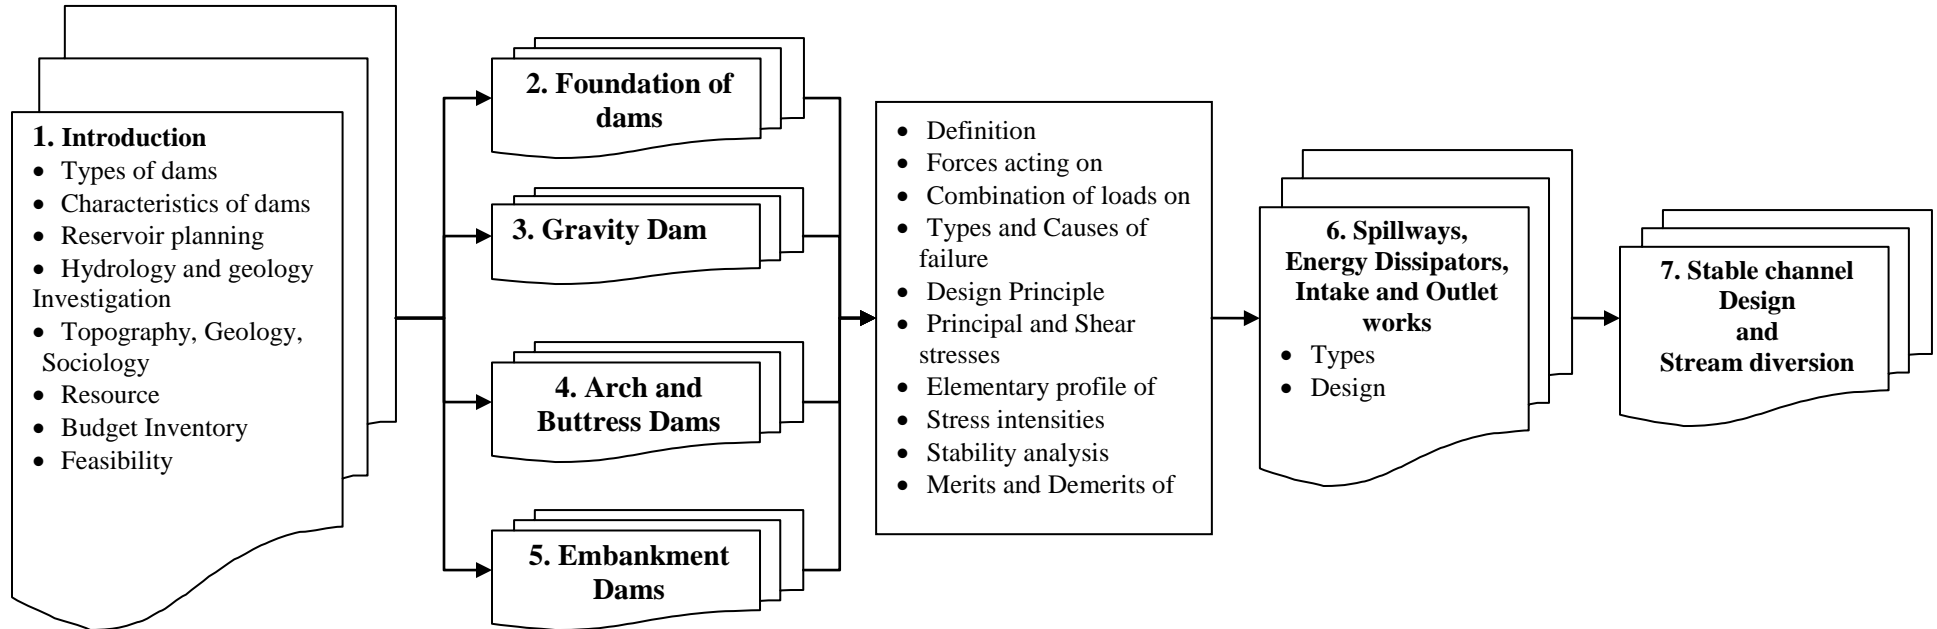 1. Introduction
• Types of dams
• Characteristics of dams
• Reservoir planning
• Hydrology and geology
Investigation
• Topography, Geology,
Sociology
• Resource
• Budget Inventory
• Feasibility
2. Foundation of
dams
3. Gravity Dam
4. Arch and
Buttress Dams
5. Embankment
Dams
• Definition
• Forces acting on
• Combination of loads on
• Types and Causes of
failure
• Design Principle
• Principal and Shear
stresses
• Elementary profile of
• Stress intensities
• Stability analysis
• Merits and Demerits of
6. Spillways,
Energy Dissipators,
Intake and Outlet
works
• Types
• Design
7. Stable channel
Design
and
Stream diversion